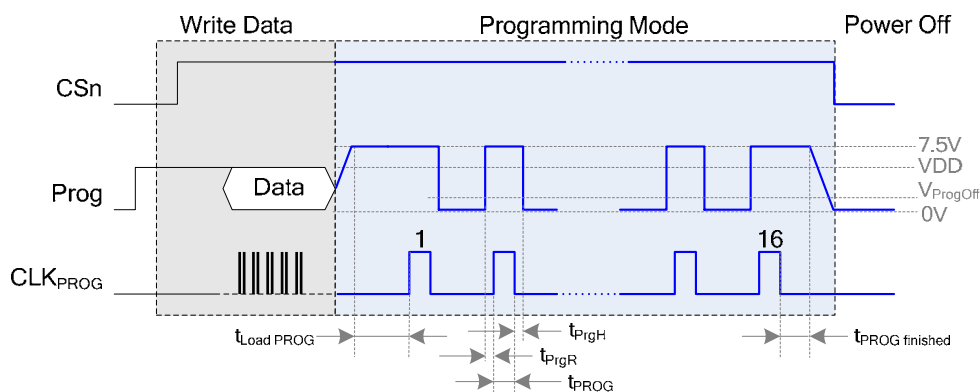 Write Data Programming Mode Power Off
CSn
7.5V
VDD
Prog Data VProgOff
0V
1 16
CLKPROG
tLoad PROG tPrgH tPROG finished
tPrgR
tPROG